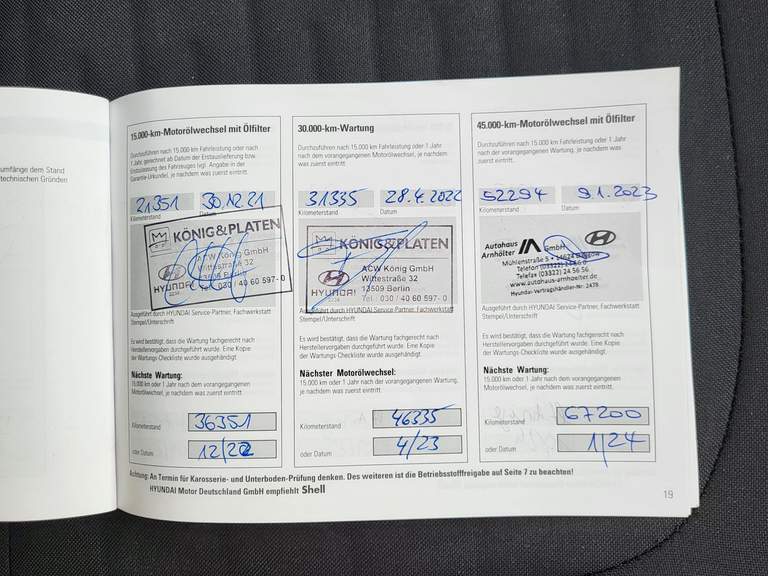 umfänge dem Stand
technischen Gründen
15.000-km-Motorölwechsel mit Ölfilter
Durchzuführen nach 15.000 km Fahrleistung oder nach
1 Jahr, gerechnet ab Datum der Erstauslieferung bzw.
Erstzulassung des Fahrzeuges (vgl. Angabe in der
Garantie-Urkunde), je nachdem was zuerst eintritt.
21351 30.12.21
Kilometerstand Datum
KÖNIG&PLATEN
ACW König GmbH
Wittestraße 32
13509 Berlin
HYUNDAI Tel.: 030 / 40 60 597-0
Ausgeführt durch HYUNDAI Service-Partner, Fachwerkstatt
Stempel/Unterschrift
Es wird bestätigt, dass die Wartung fachgerecht nach
Herstellervorgaben durchgeführt wurde. Eine Kopie
der Wartungs-Checkliste wurde ausgehändigt.
Nächste Wartung:
15.000 km oder 1 Jahr nach dem vorangegangenen
Motorölwechsel, je nachdem was zuerst eintritt.
Kilometerstand 36351
oder Datum 12/22
30.000-km-Wartung
Durchzuführen nach 15.000 km Fahrleistung oder 1 Jahr
nach dem vorangegangenen Motorölwechsel, je nachdem
was zuerst eintritt.
31335 28.4.2022
Kilometerstand Datum
KÖNIG&PLATEN
ACW König GmbH
Wittestraße 32
13509 Berlin
HYUNDAI Tel.: 030 / 40 60 597-0
Ausgeführt durch HYUNDAI Service-Partner, Fachwerkstatt
Stempel/Unterschrift
Es wird bestätigt, dass die Wartung fachgerecht nach
Herstellervorgaben durchgeführt wurde. Eine Kopie
der Wartungs-Checkliste wurde ausgehändigt.
Nächster Motorölwechsel:
15.000 km oder 1 Jahr nach der vorangegangenen Wartung,
je nachdem was zuerst eintritt.
Kilometerstand 46335
oder Datum 4/23
45.000-km-Motorölwechsel mit Ölfilter
Durchzuführen nach 15.000 km Fahrleistung oder 1 Jahr
nach der vorangegangenen Wartung, je nachdem was
zuerst eintritt.
52294 9.1.2023
Kilometerstand Datum
Autohaus
Arnhölter GmbH
Mühlenstraße 5 • 14624
Telefon (03322)
Telefax (03322) 24 56 56
www.autohaus-arnhoelter.de
Hyundai-Vertragshändler-Nr.: 2478
Ausgeführt durch HYUNDAI Service-Partner, Fachwerkstatt
Stempel/Unterschrift
Es wird bestätigt, dass die Wartung fachgerecht nach
Herstellervorgaben durchgeführt wurde. Eine Kopie
der Wartungs-Checkliste wurde ausgehändigt.
Nächste Wartung:
15.000 km oder 1 Jahr nach dem vorangegangenen
Motorölwechsel, je nachdem was zuerst eintritt.
Kilometerstand 67200
oder Datum 1/24
Achtung: An Termin für Karosserie- und Unterboden-Prüfung denken. Des weiteren ist die Betriebsstofffreigabe auf Seite 7 zu beachten!
HYUNDAI Motor Deutschland GmbH empfiehlt Shell
19